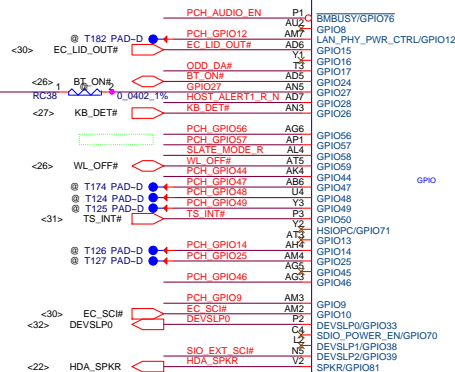 PCH_AUDIO_EN P1 BMBUSY/GPIO76
AU2 GPIO8
@ T182 PAD-D PCH_GPIO12 AM7 LAN_PHY_PWR_CTRL/GPIO12
<30> EC_LID_OUT# EC_LID_OUT# AD6 GPIO15
Y1 GPIO16
ODD_DA# T3 GPIO17
<26> BT_ON# BT_ON# AD5 GPIO24
1 @ 2 GPIO27 AN5 GPIO27
RC38 0_0402_1% HOST_ALERT1_R_N AD7 GPIO28
<27> KB_DET# KB_DET# AN3 GPIO26
PCH_GPIO56 AG6 GPIO56
PCH_GPIO57 AP1 GPIO57
SLATE_MODE_R AL4 GPIO58
<26> WL_OFF# WL_OFF# AT5 GPIO59
PCH_GPIO44 AK4 GPIO44
@ T174 PAD-D PCH_GPIO47 AB6 GPIO47
GPIO
@ T124 PAD-D PCH_GPIO48 U4 GPIO48
@ T125 PAD-D PCH_GPIO49 Y3 GPIO49
<31> TS_INT# TS_INT# P3 GPIO50
Y2 HSIOPC/GPIO71
AT3 GPIO13
@ T126 PAD-D PCH_GPIO14 AH4 GPIO14
@ T127 PAD-D PCH_GPIO25 AM4 GPIO25
AG5 GPIO45
PCH_GPIO46 AG3 GPIO46
PCH_GPIO9 AM3 GPIO9
<30> EC_SCI# EC_SCI# AM2 GPIO10
<32> DEVSLP0 DEVSLP0 P2 DEVSLP0/GPIO33
C4 SDIO_POWER_EN/GPIO70
L2 DEVSLP1/GPIO38
SIO_EXT_SCI# N5 DEVSLP2/GPIO39
<22> HDA_SPKR HDA_SPKR V2 SPKR/GPIO81